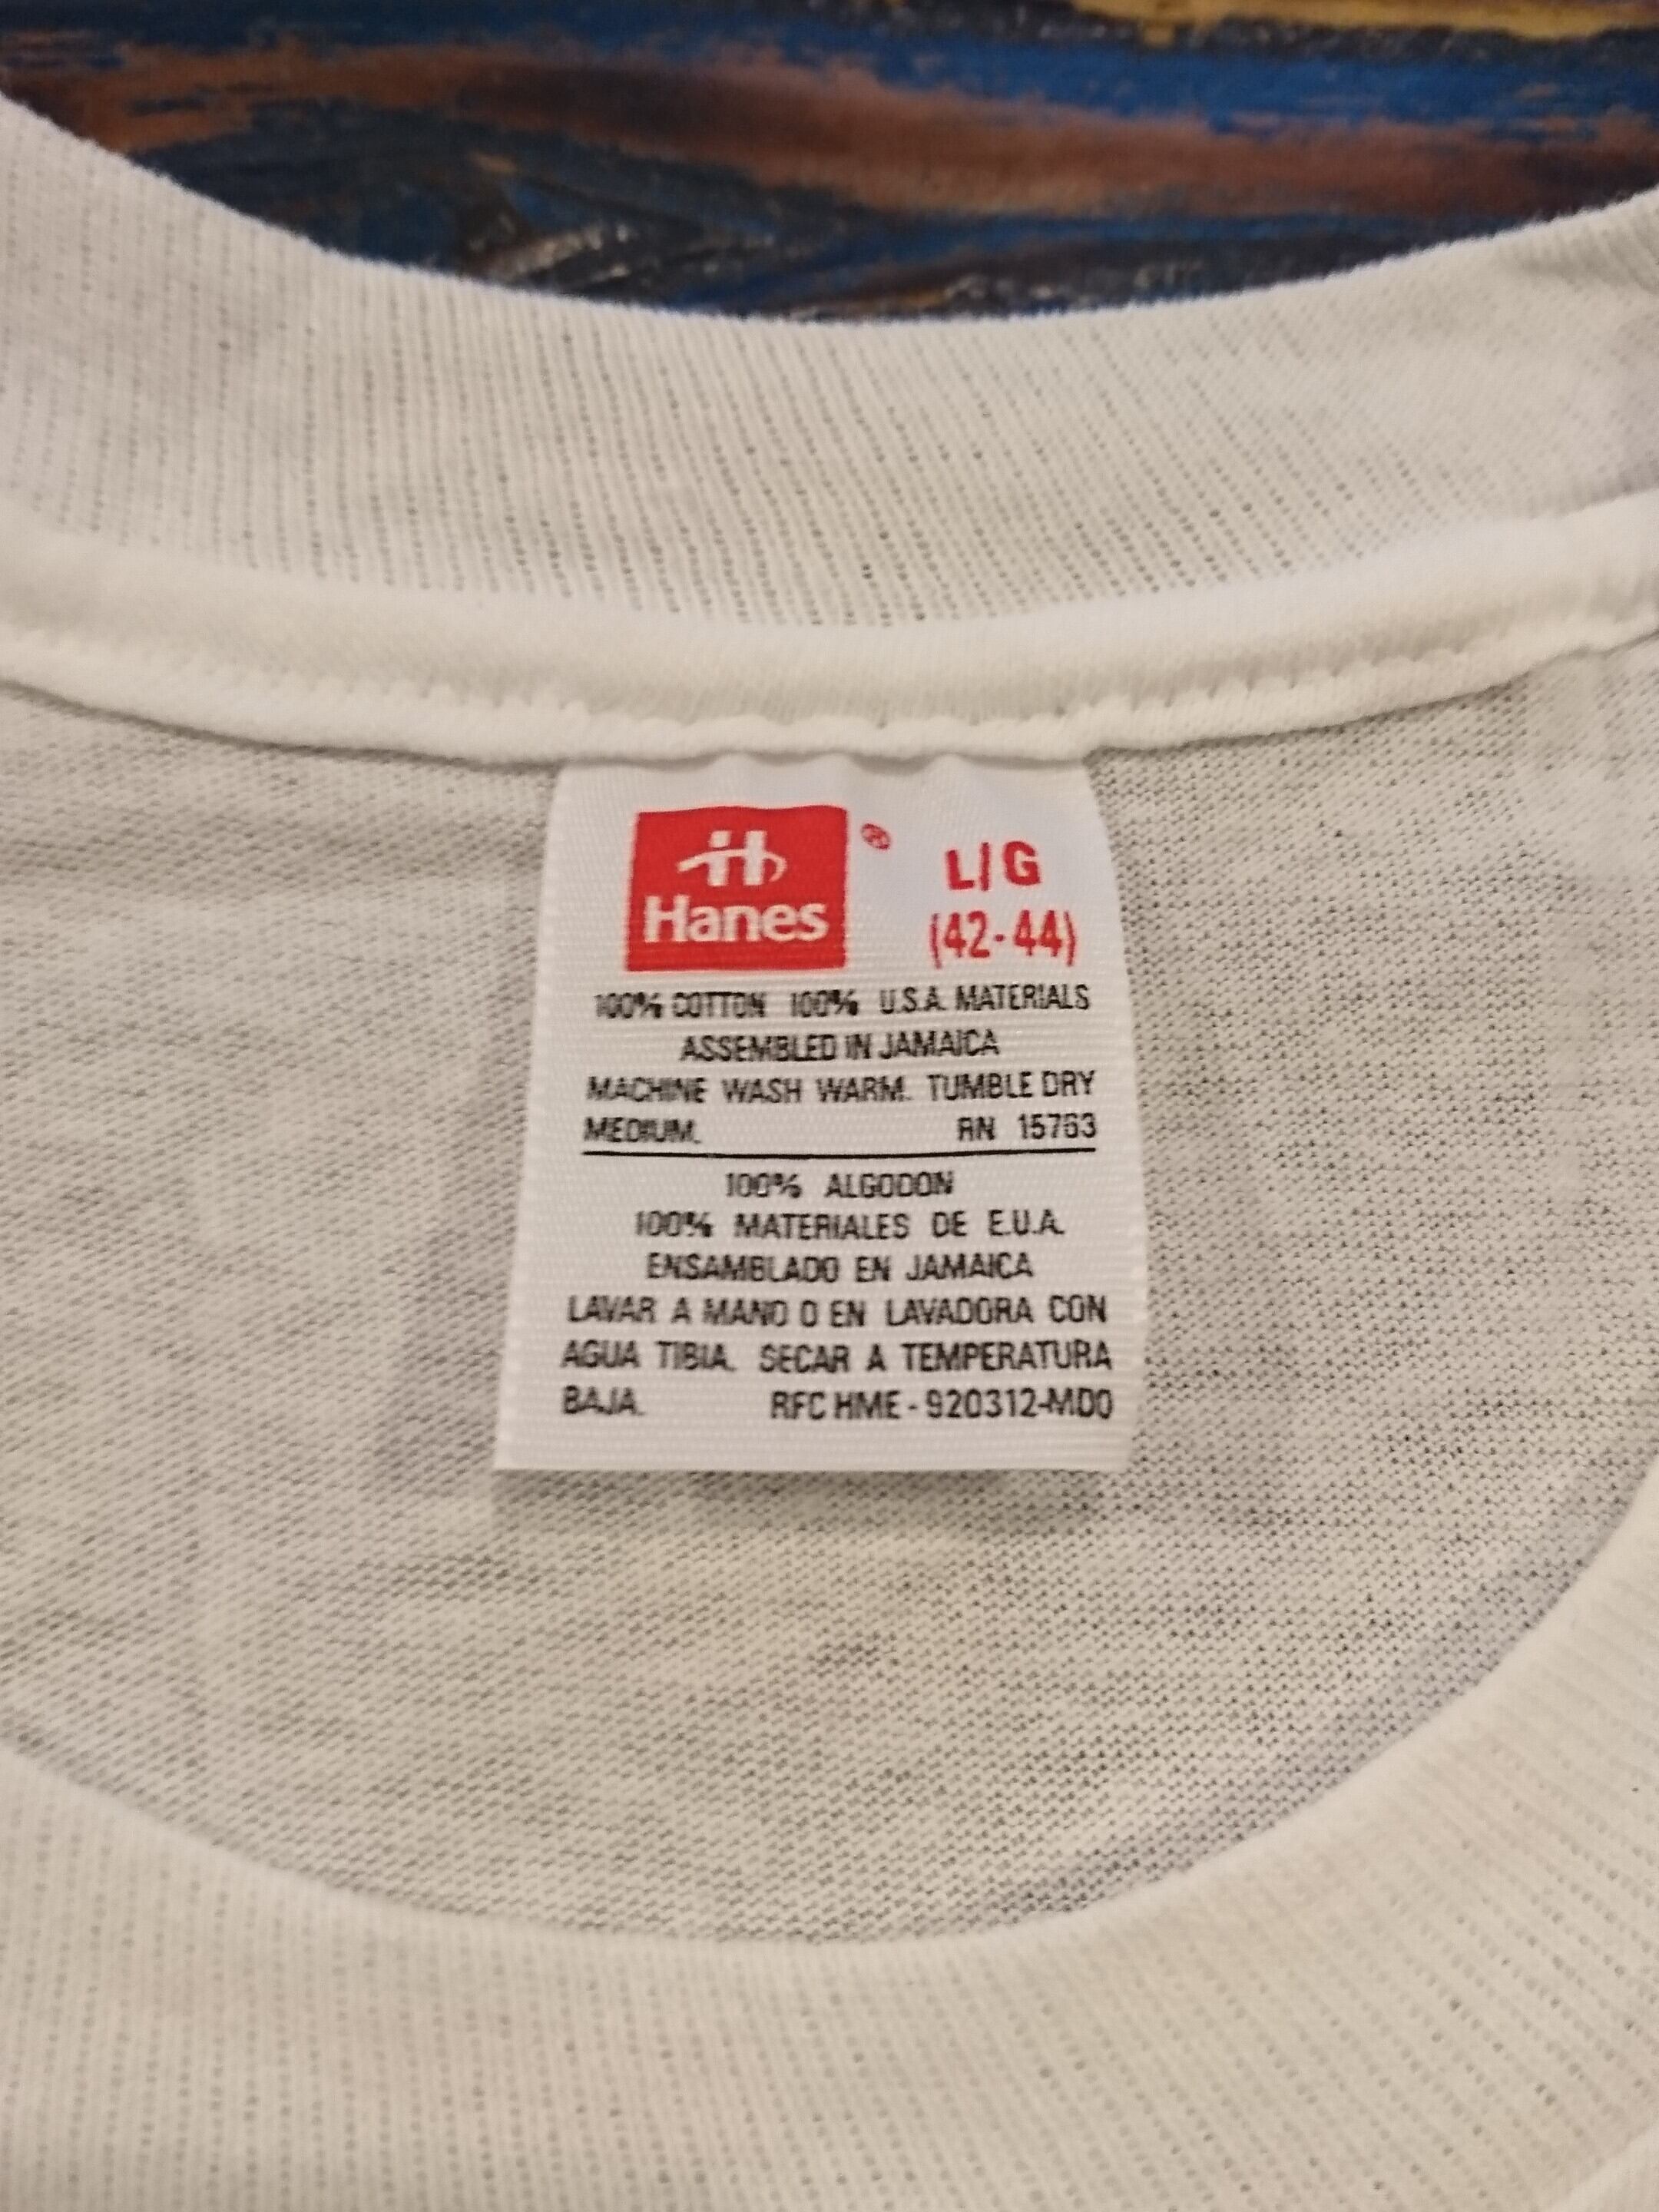 H
Hanes ®
L/G
(42-44)
100% COTTON 100% U.S.A. MATERIALS
ASSEMBLED IN JAMAICA
MACHINE WASH WARM. TUMBLE DRY
MEDIUM. RN 15763
100% ALGODON
100% MATERIALES DE E.U.A.
ENSAMBLADO EN JAMAICA
LAVAR A MANO O EN LAVADORA CON
AGUA TIBIA. SECAR A TEMPERATURA
BAJA. RFC HME - 920312-MD0